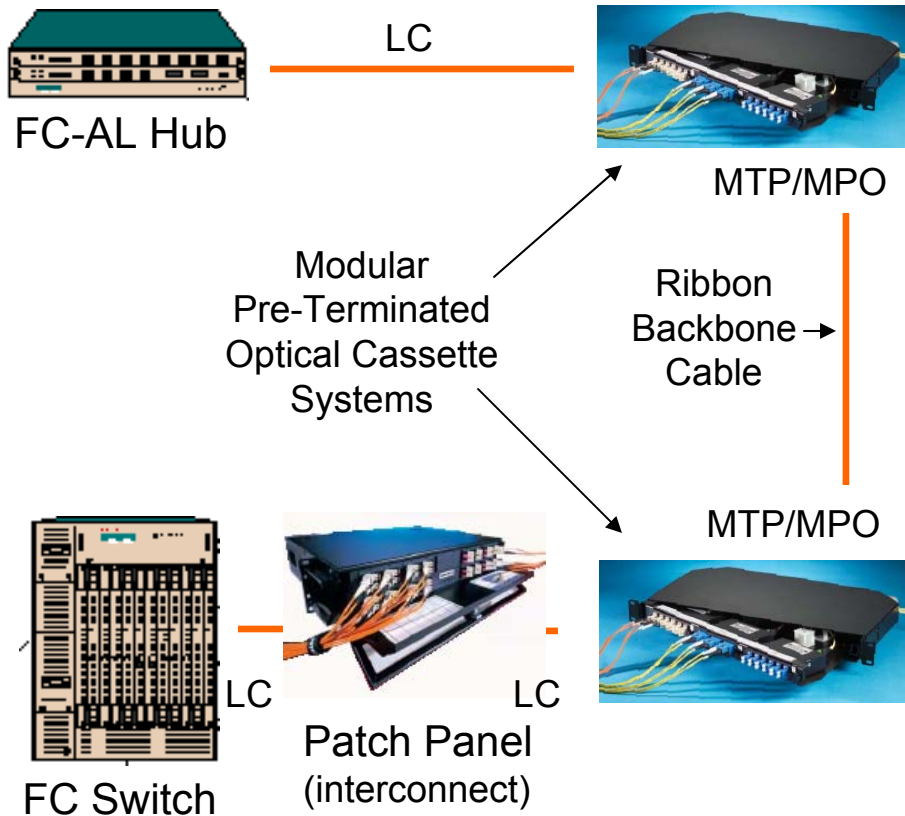 LC
FC-AL Hub
MTP/MPO
Modular
Pre-Terminated
Optical Cassette
Systems
Ribbon
Backbone
Cable
MTP/MPO
LC
LC
Patch Panel
(interconnect)
FC Switch